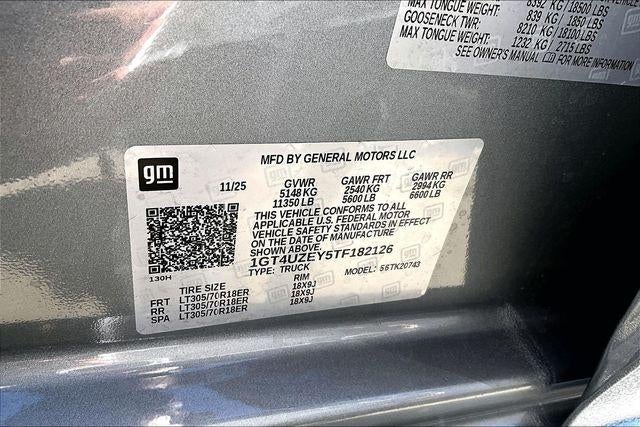 8392 KG / 18500 LBS
MAX TONGUE WEIGHT: 839 KG / 1850 LBS
GOOSENECK TWR: 8210 KG / 18100 LBS
MAX TONGUE WEIGHT: 1232 KG / 2715 LBS
SEE OWNER'S MANUAL FOR MORE INFORMATION
gm
MFD BY GENERAL MOTORS LLC
11/25 GVWR GAWR FRT GAWR RR
5148 KG 2540 KG 2994 KG
11350 LB 5600 LB 6600 LB
THIS VEHICLE CONFORMS TO ALL
APPLICABLE U.S. FEDERAL MOTOR
VEHICLE SAFETY STANDARDS IN EFFECT
ON THE DATE OF MANUFACTURE
1GT4UZEY5TF182126
TYPE: TRUCK MODEL: 56TK20743
130H
TIRE SIZE RIM
FRT LT305/70R18ER 18X9J
RR LT305/70R18ER 18X9J
SPA LT305/70R18ER 18X9J